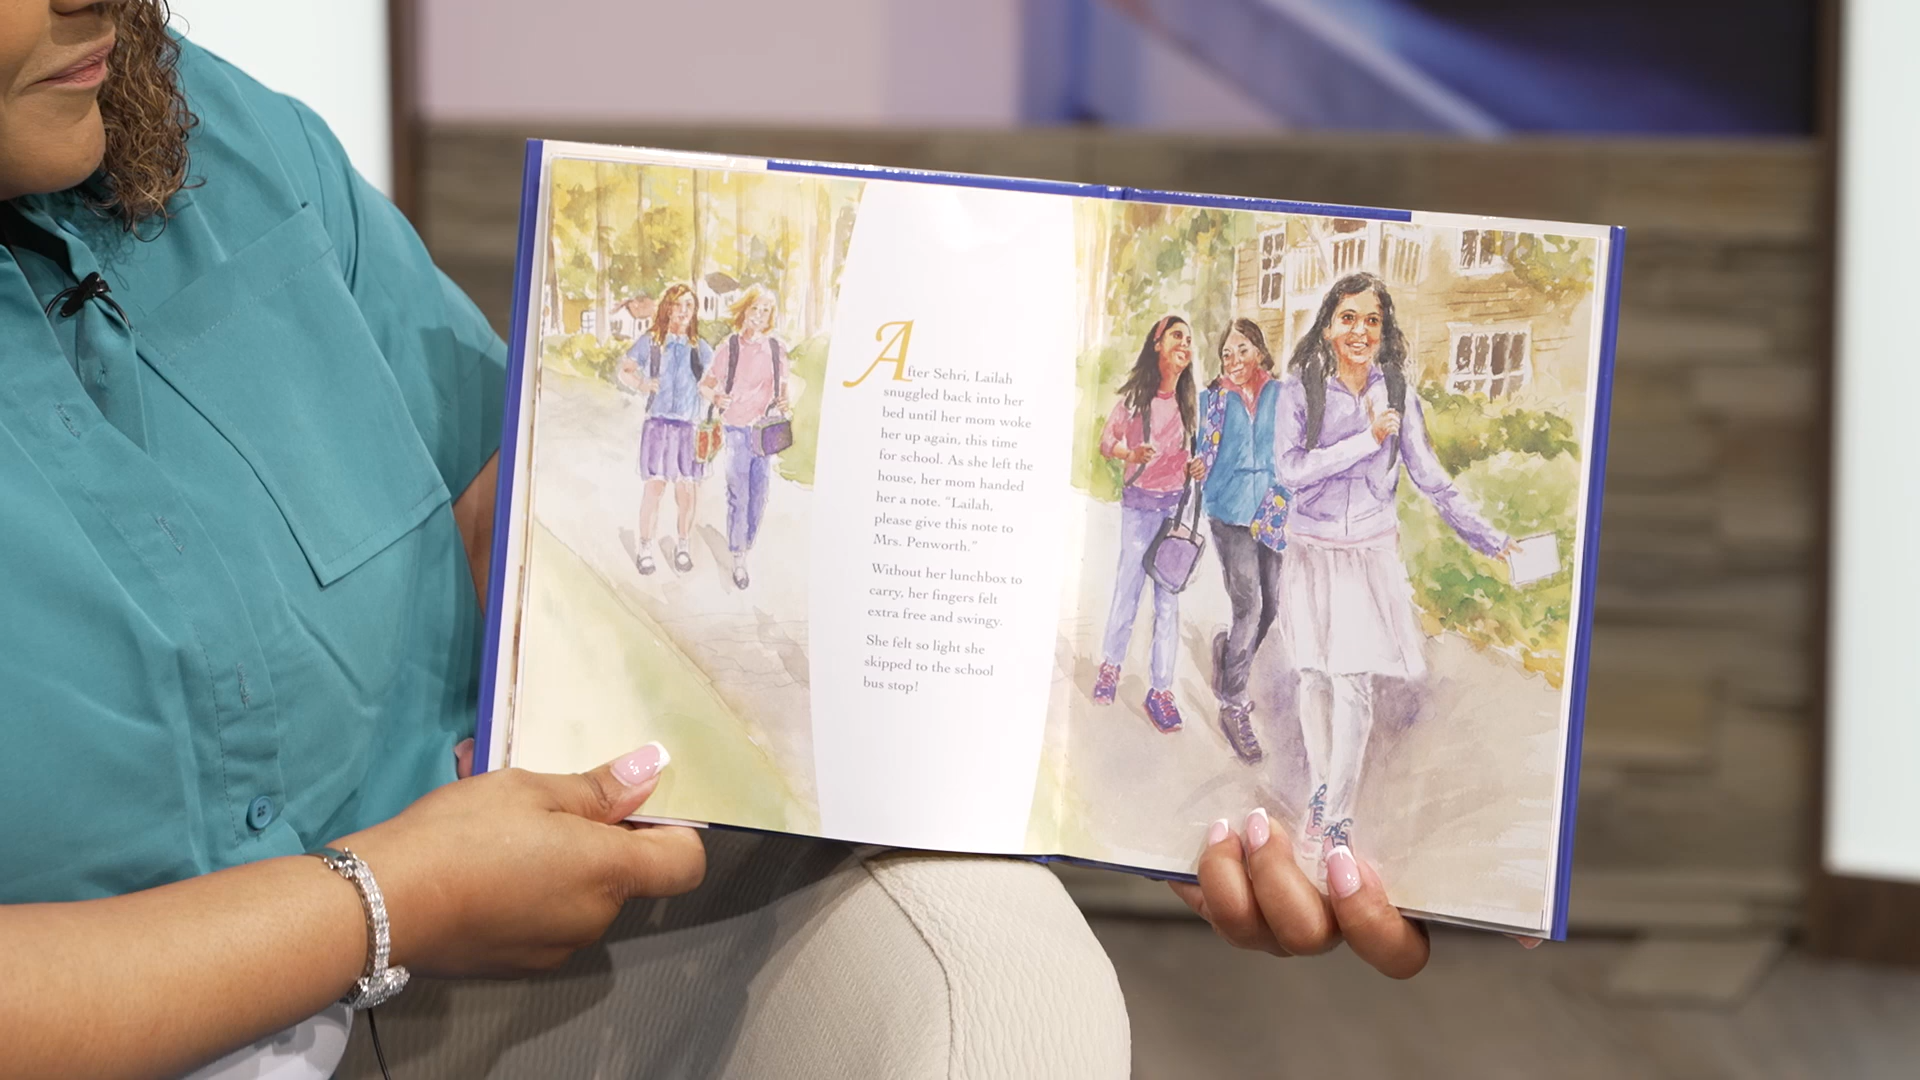 After Sehri, Lailah
snuggled back into her
bed until her mom woke
her up again, this time
for school. As she left the
house, her mom handed
her a note. “Lailah,
please give this note to
Mrs. Penworth.”
Without her lunchbox to
carry, her fingers felt
extra free and swingy.
She felt so light she
skipped to the school
bus stop!